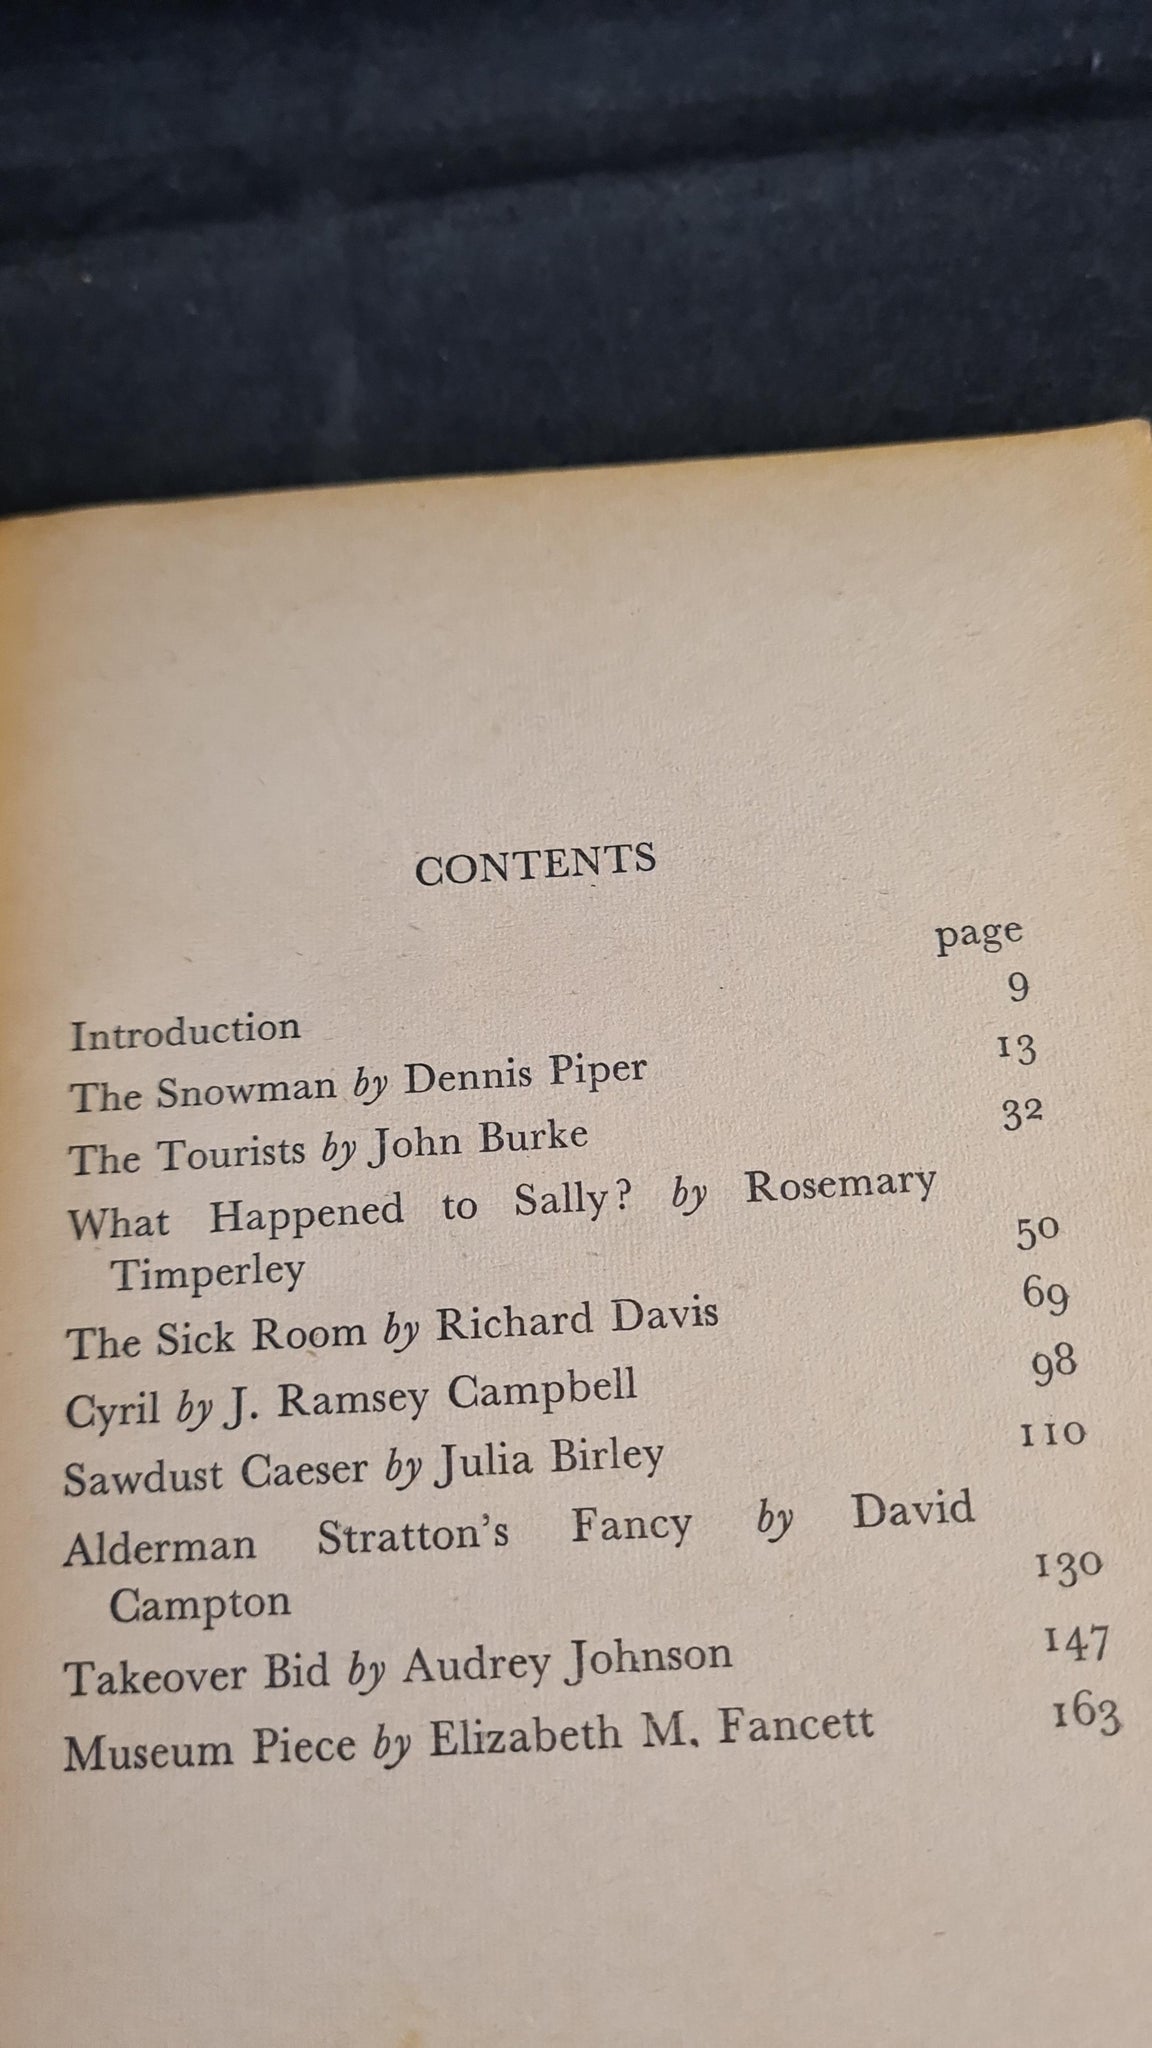 CONTENTS
page
Introduction 9
The Snowman by Dennis Piper 13
The Tourists by John Burke 32
What Happened to Sally? by Rosemary
Timperley 50
The Sick Room by Richard Davis 69
Cyril by J. Ramsey Campbell 98
Sawdust Caeser by Julia Birley 110
Alderman Stratton's Fancy by David
Campton 130
Takeover Bid by Audrey Johnson 147
Museum Piece by Elizabeth M. Fancett 163